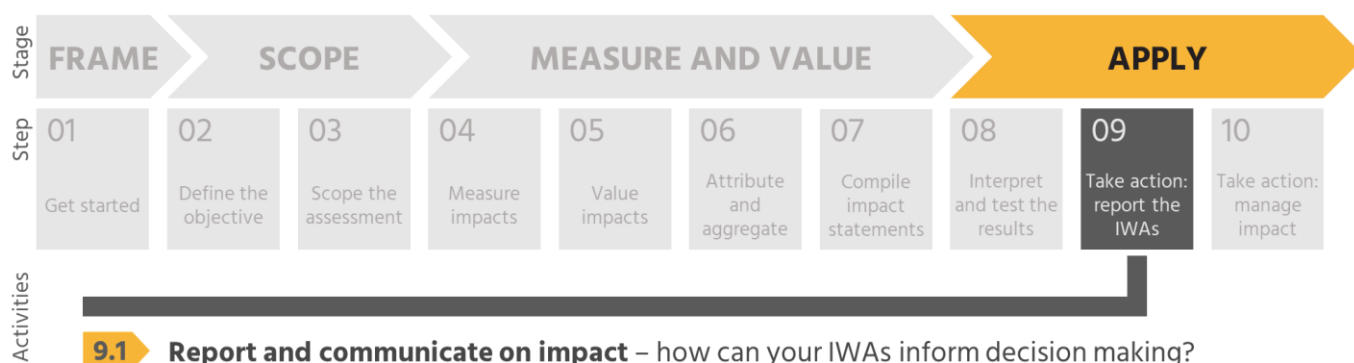 Stage
FRAME
SCOPE
MEASURE AND VALUE
APPLY
Step
01
Get started
02
Define the
objective
03
Scope the
assessment
04
Measure
impacts
05
Value
impacts
06
Attribute
and
aggregate
07
Compile
impact
statements
08
Interpret
and test the
results
09
Take action:
report the
IWAs
10
Take action:
manage
impact
Activities
9.1 Report and communicate on impact – how can your IWAs inform decision making?